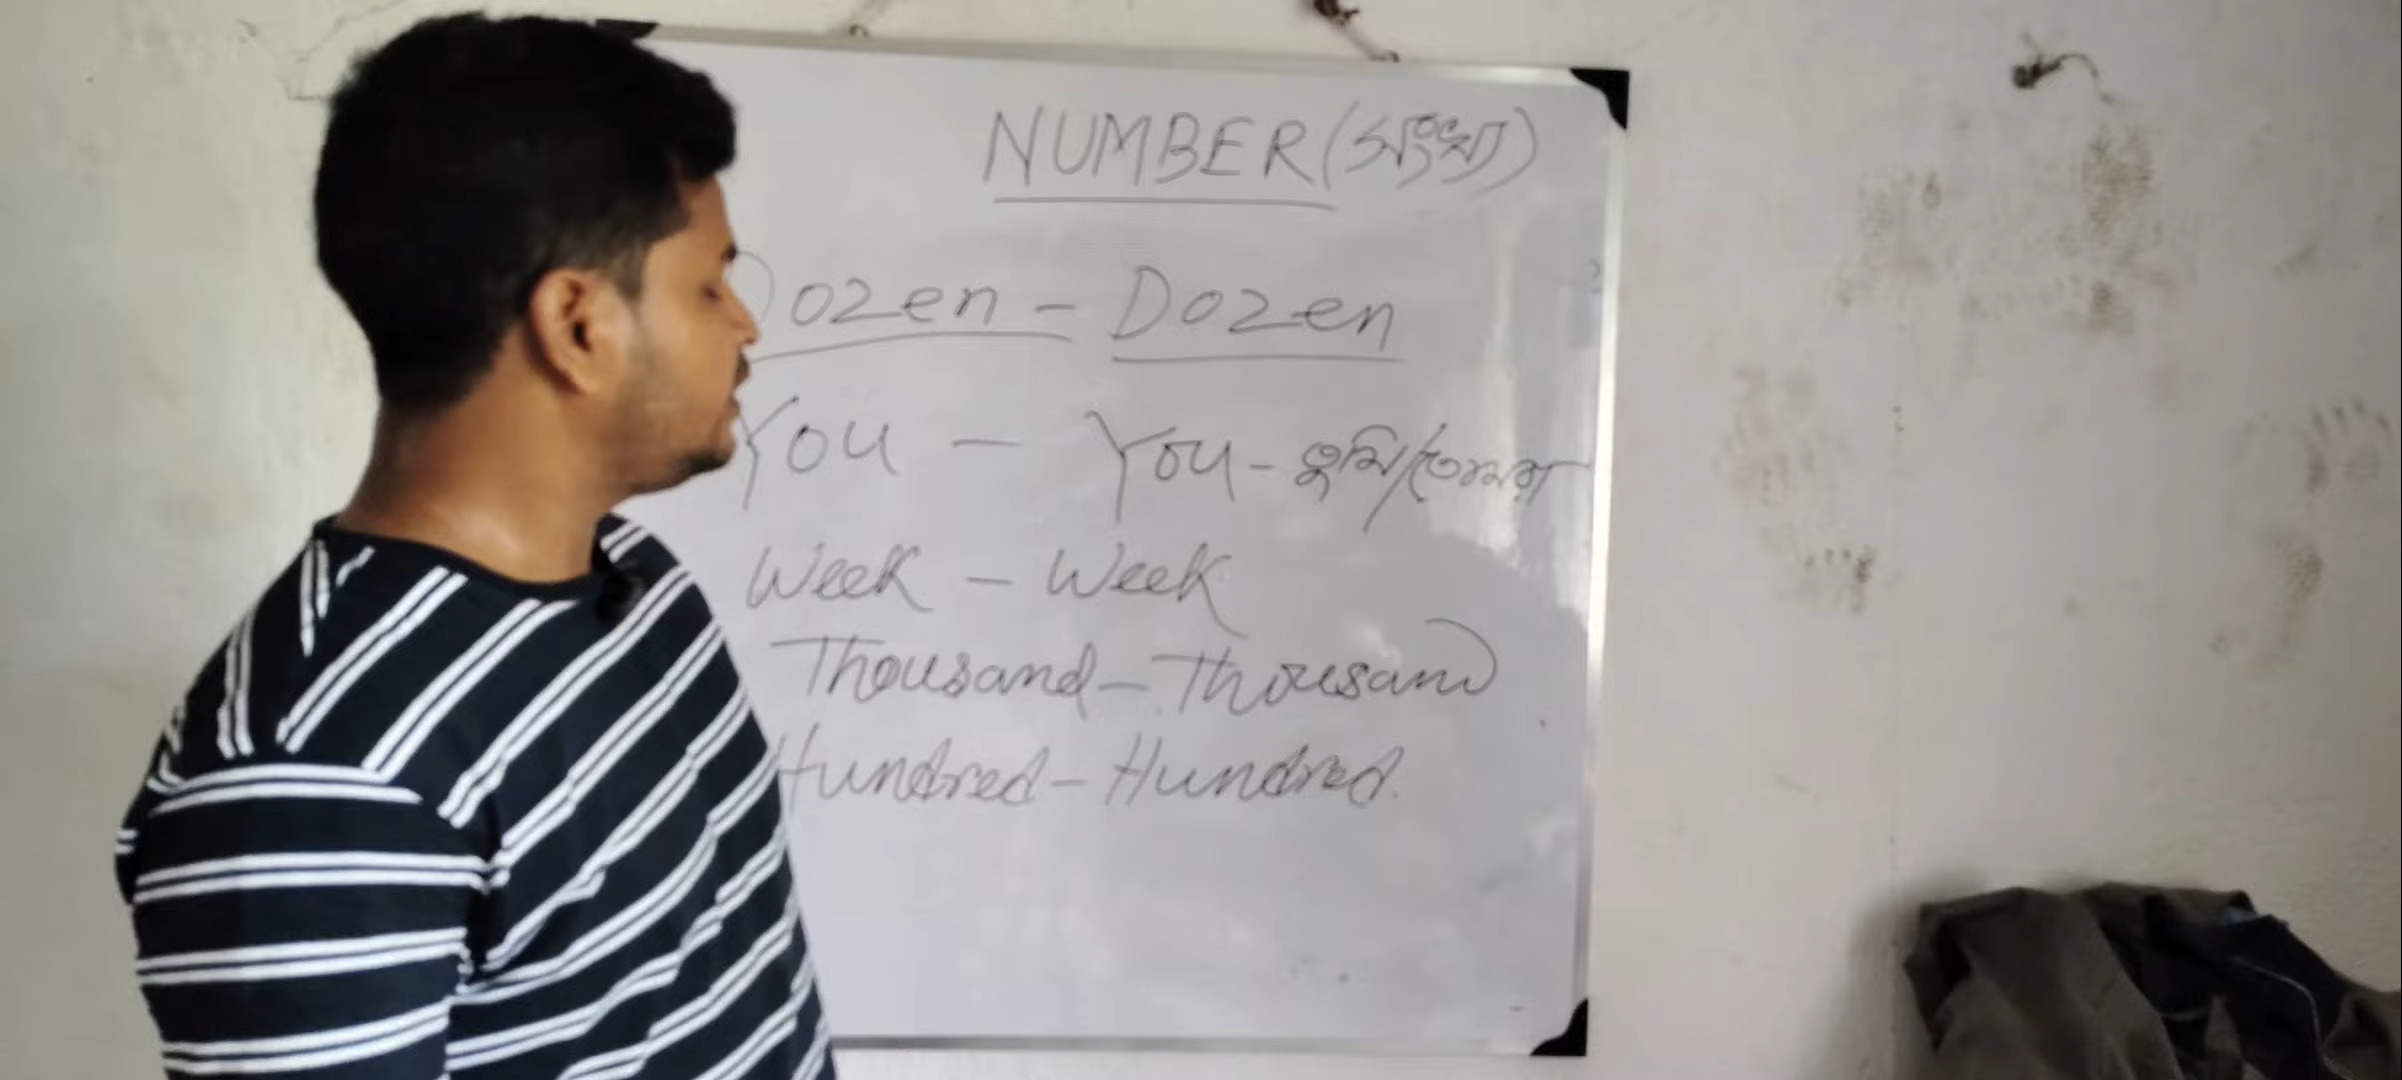 NUMBER (সংখ্যা)
Dozen - Dozen
You - You - তুমি/তোমরা
Week - Week
Thousand - Thousand
Hundred - Hundred.